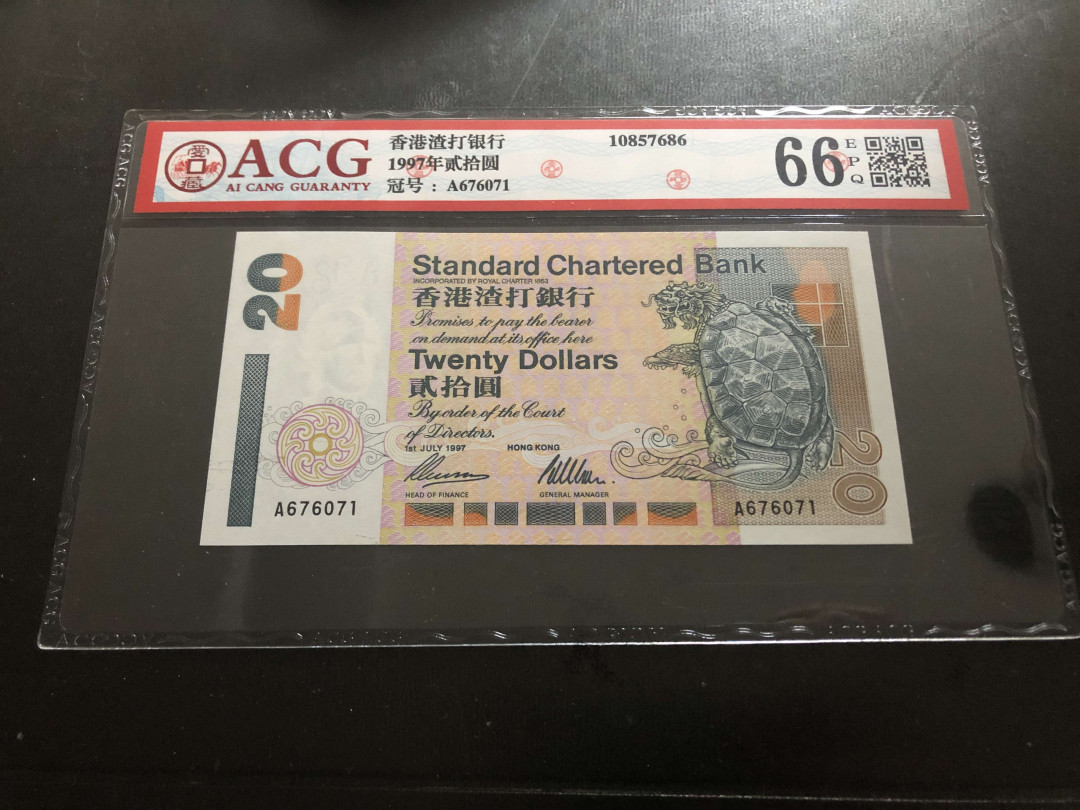 愛藏
ACG
AI CANG GUARANTY
香港渣打银行
1997年贰拾圆
冠号：A676071
10857686
66
EPQ
20
Standard Chartered Bank
INCORPORATED BY ROYAL CHARTER 1853
香港渣打銀行
Promises to pay the bearer
on demand at its office here
Twenty Dollars
貳拾圓
By order of the Court
of Directors.
1st JULY 1997 HONG KONG
HEAD OF FINANCE GENERAL MANAGER
A676071
A676071
20